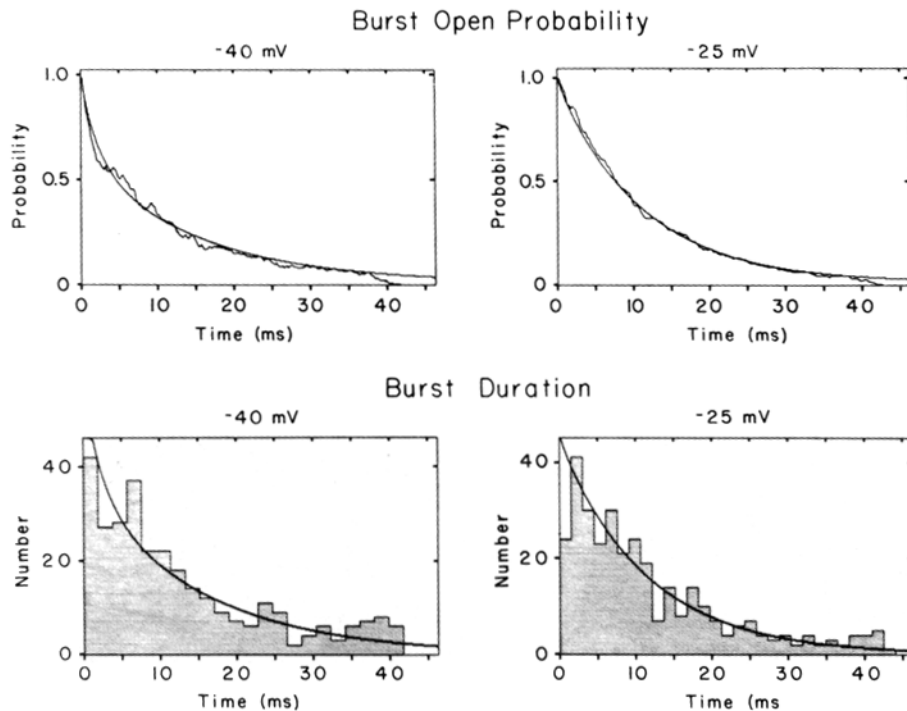 Burst Open Probability
-40 mV
-25 mV
1.0
0.5
0
Probability
0 10 20 30 40
Time (ms)
1.0
0.5
0
Probability
0 10 20 30 40
Time (ms)
Burst Duration
-40 mV
-25 mV
40
20
0
Number
0 10 20 30 40
Time (ms)
40
20
0
Number
0 10 20 30 40
Time (ms